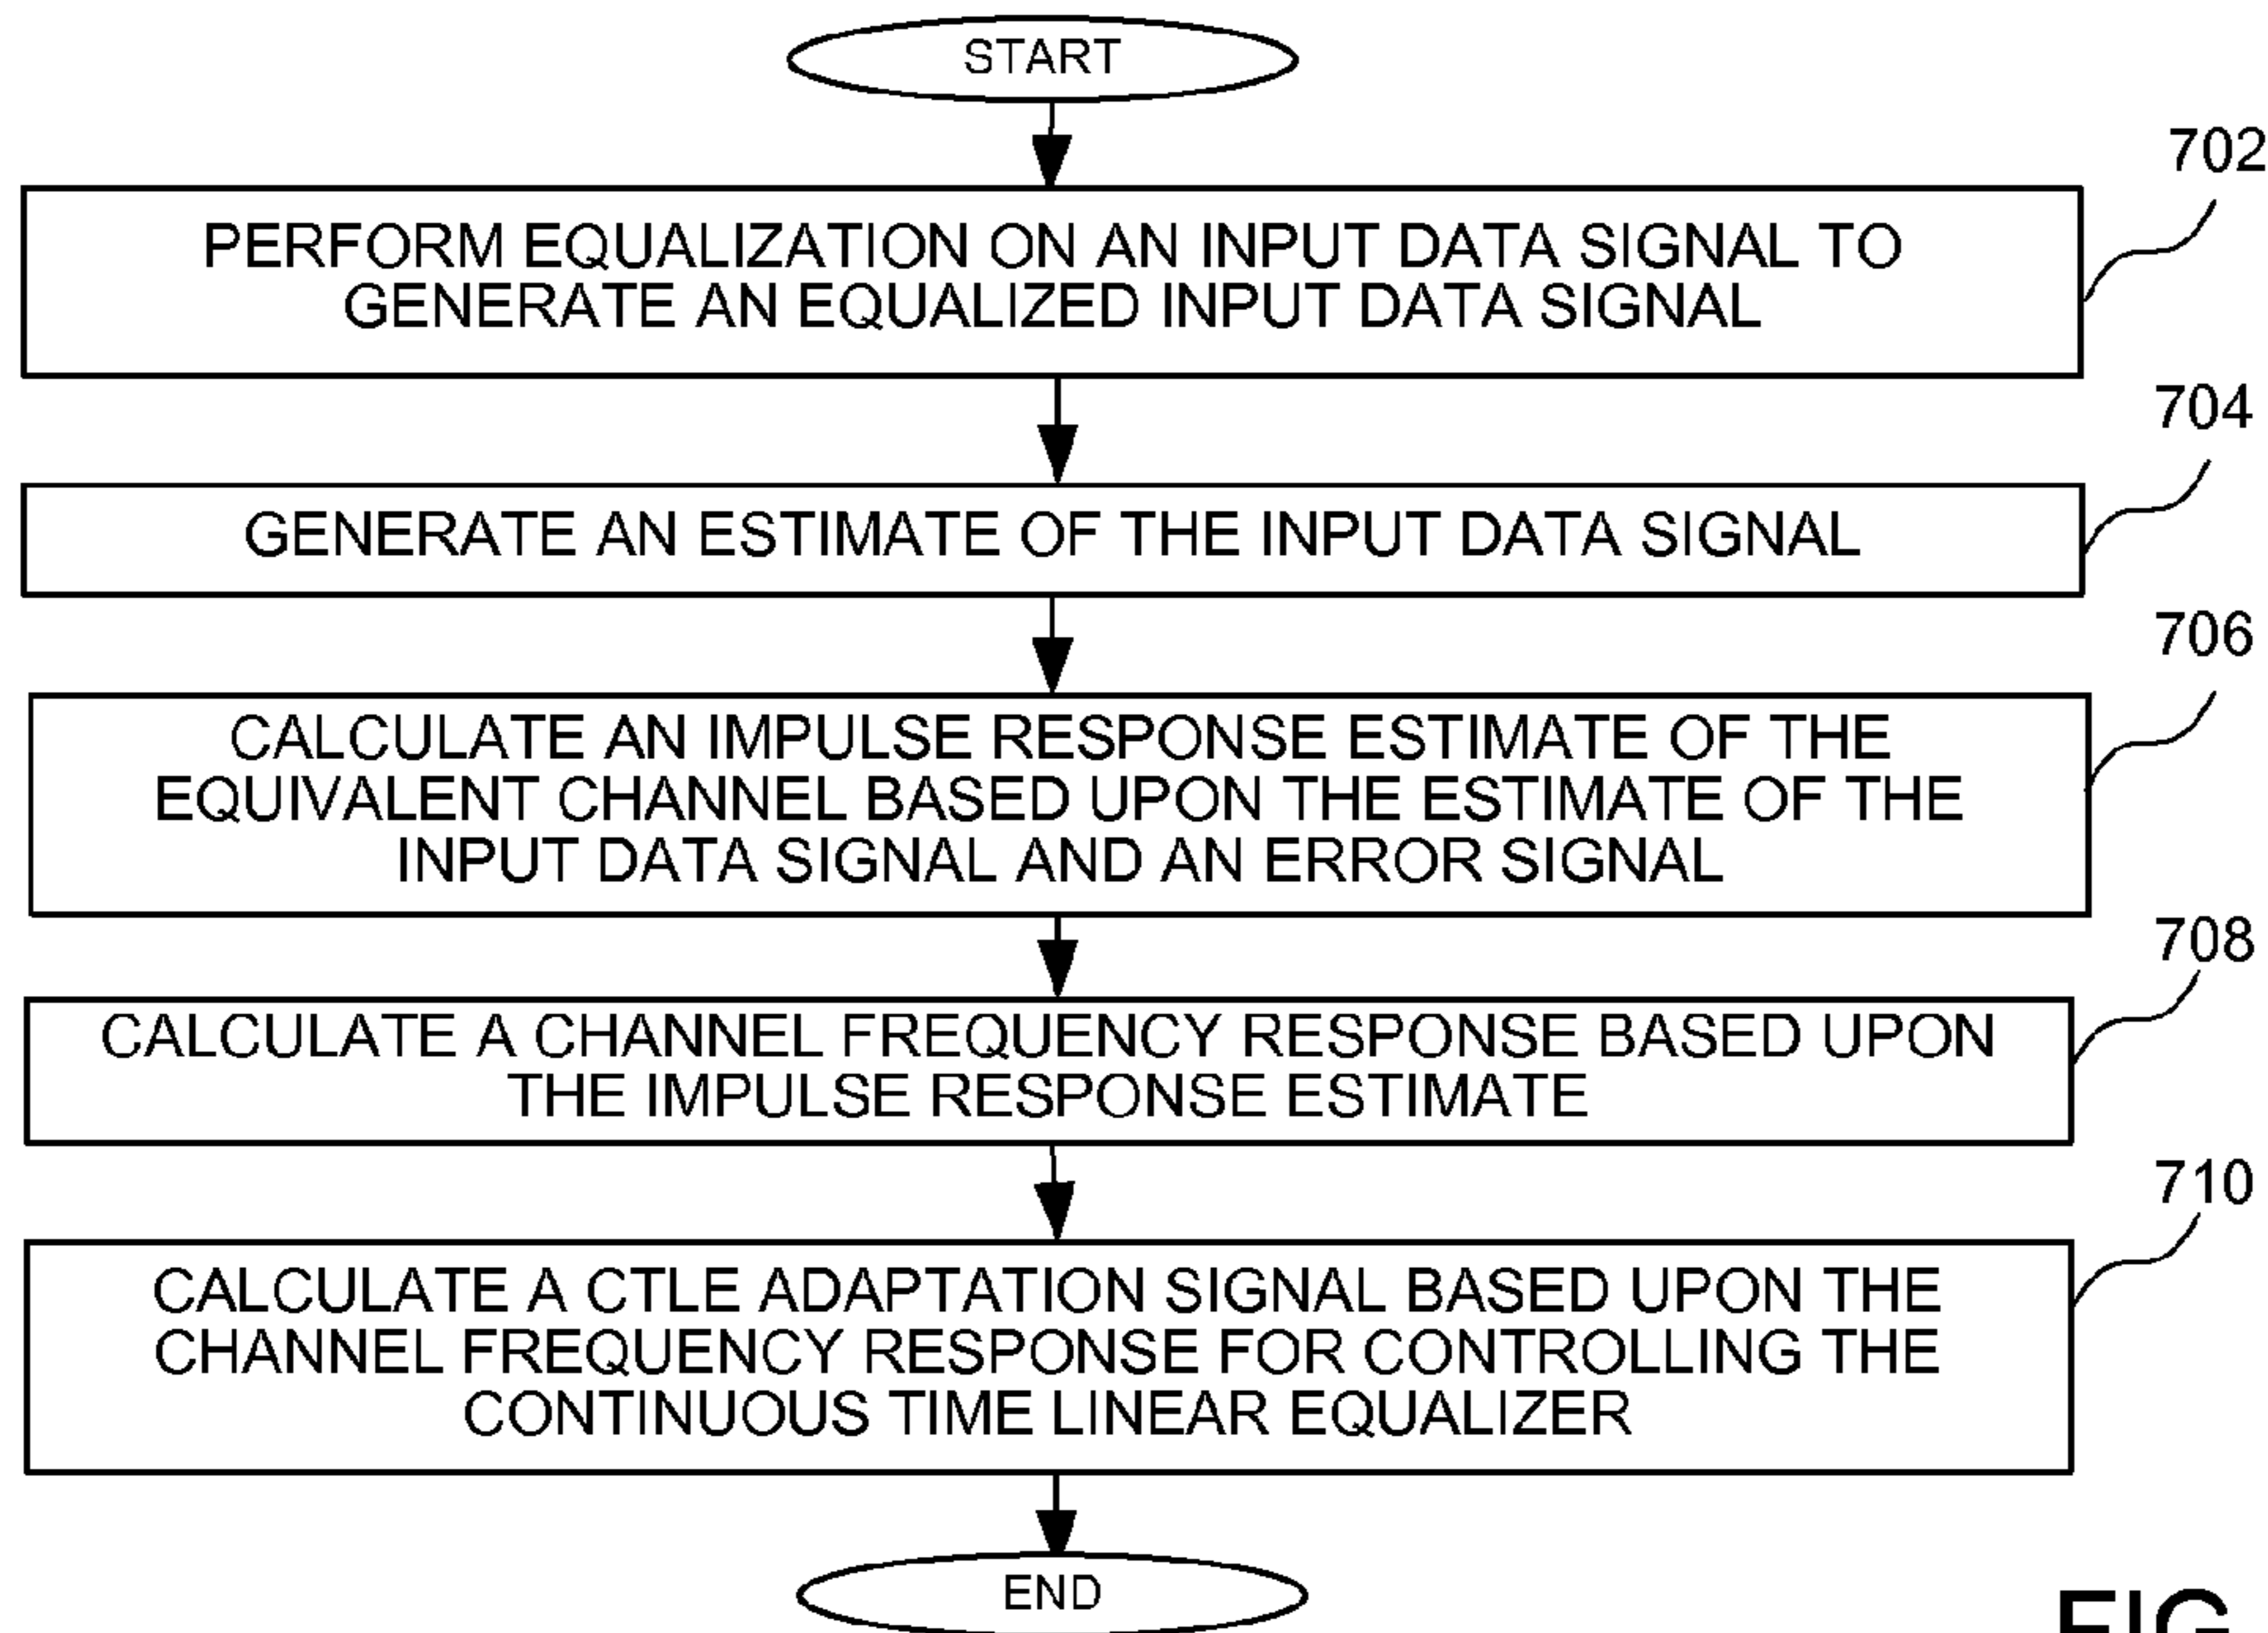 START
702
PERFORM EQUALIZATION ON AN INPUT DATA SIGNAL TO
GENERATE AN EQUALIZED INPUT DATA SIGNAL
704
GENERATE AN ESTIMATE OF THE INPUT DATA SIGNAL
706
CALCULATE AN IMPULSE RESPONSE ESTIMATE OF THE
EQUIVALENT CHANNEL BASED UPON THE ESTIMATE OF THE
INPUT DATA SIGNAL AND AN ERROR SIGNAL
708
CALCULATE A CHANNEL FREQUENCY RESPONSE BASED UPON
THE IMPULSE RESPONSE ESTIMATE
710
CALCULATE A CTLE ADAPTATION SIGNAL BASED UPON THE
CHANNEL FREQUENCY RESPONSE FOR CONTROLLING THE
CONTINUOUS TIME LINEAR EQUALIZER
END
FIG